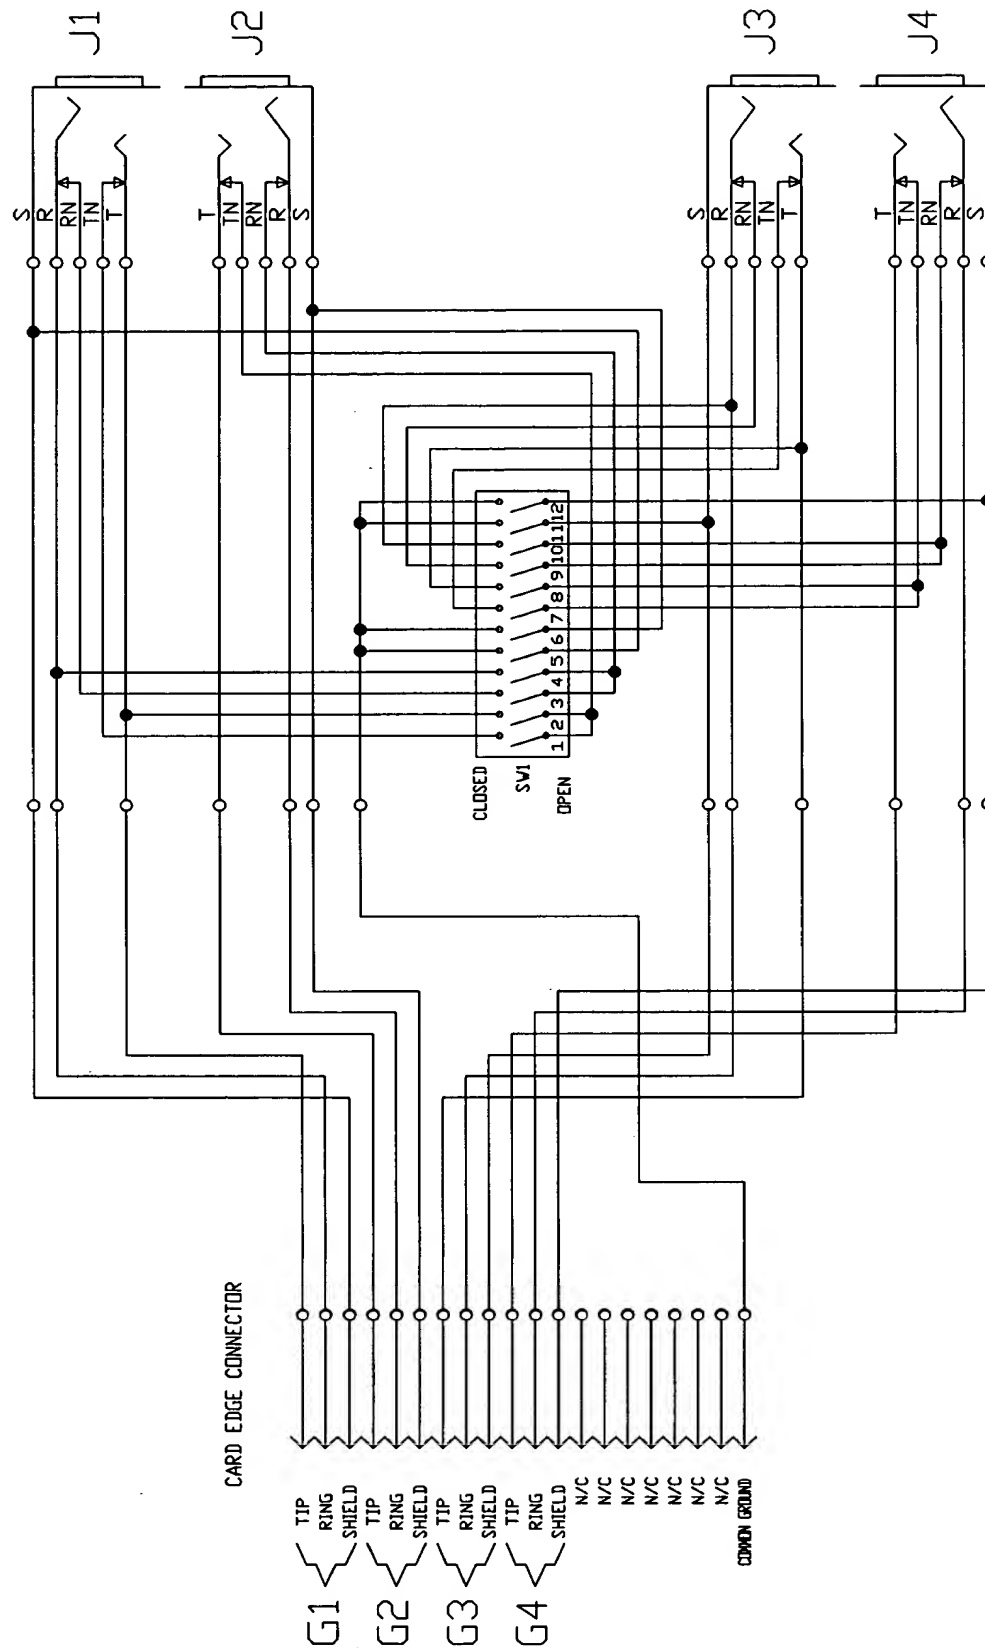 J1
J2
J3
J4
S
R
RN
TN
T
T
TN
RN
R
S
S
R
RN
TN
T
T
TN
RN
R
S
CLOSED
SW1
OPEN
1 2 3 4 5 6 7 8 9 10 11 12
CARD EDGE CONNECTOR
G1
TIP
RING
SHIELD
G2
TIP
RING
SHIELD
G3
TIP
RING
SHIELD
G4
TIP
RING
SHIELD
N/C
N/C
N/C
N/C
N/C
N/C
N/C
COMMON GROUND